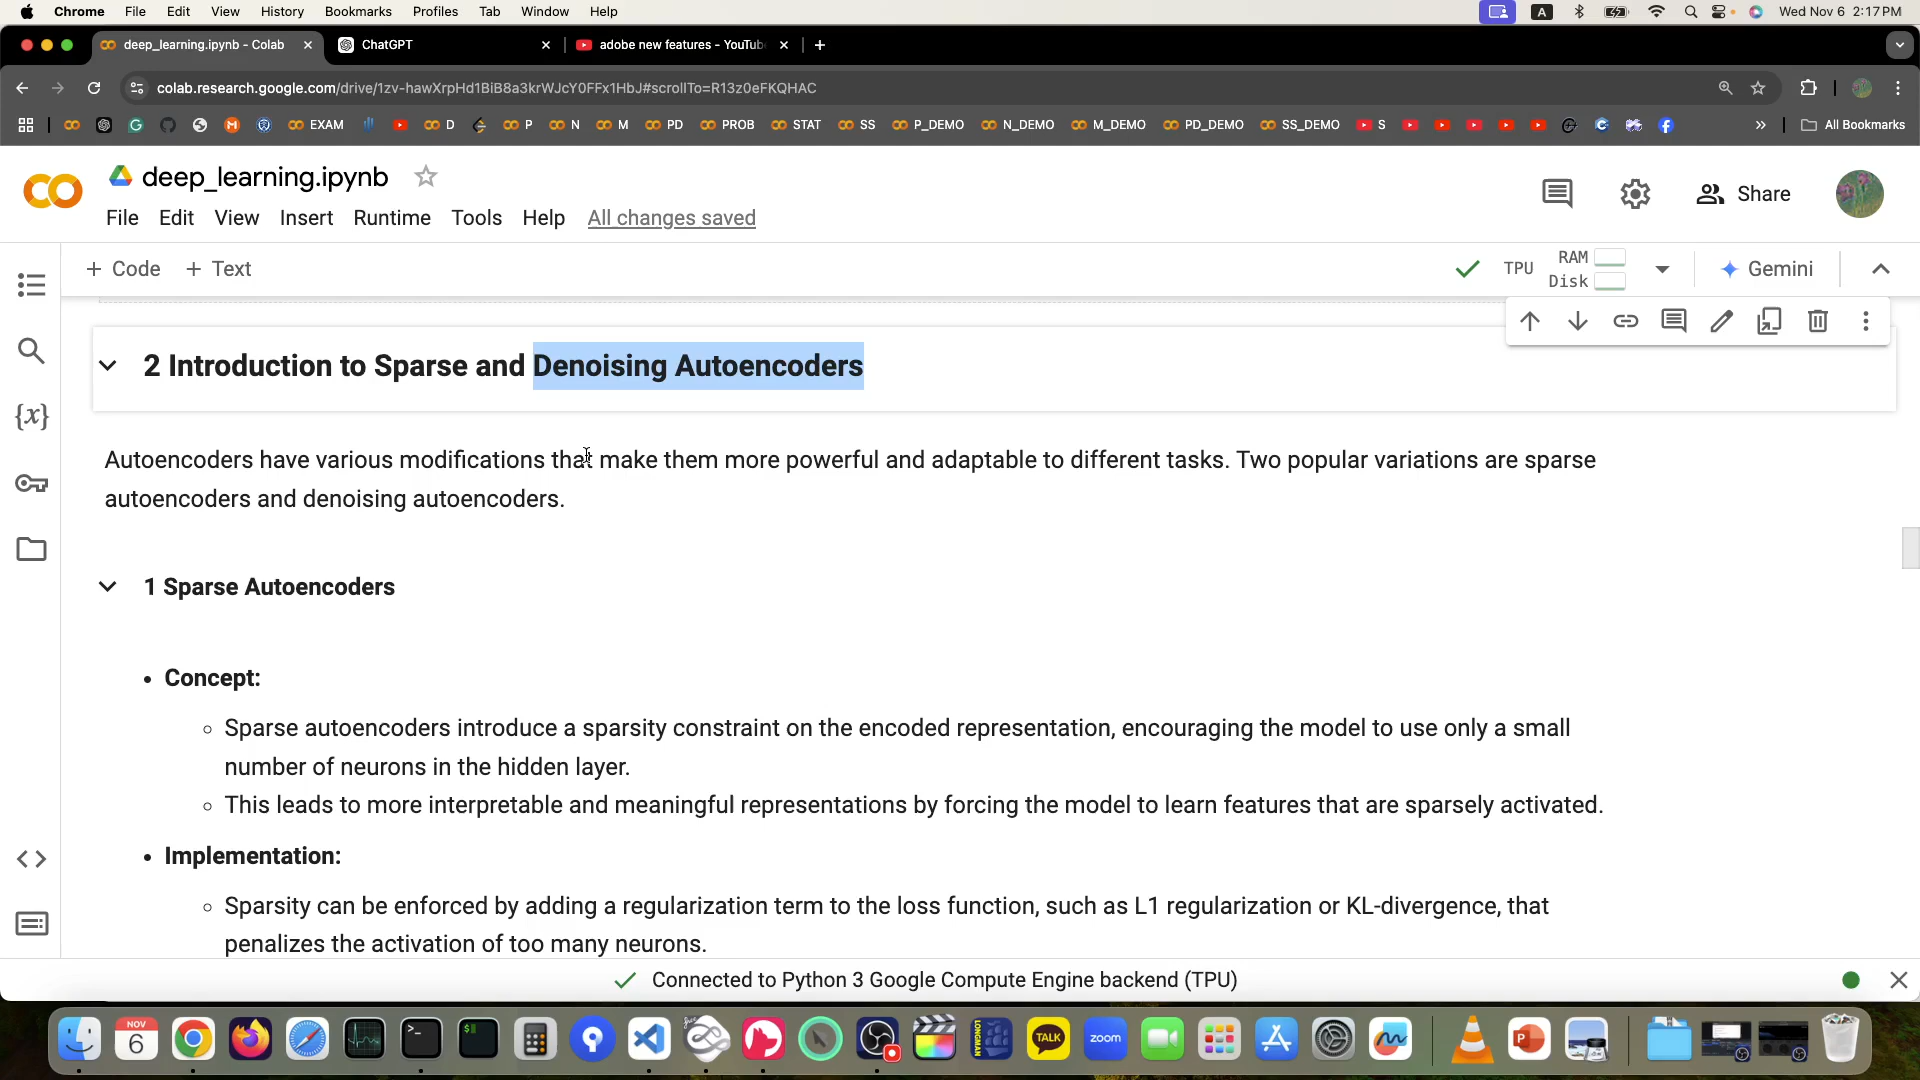 Chrome File Edit View History Bookmarks Profiles Tab Window Help A Wed Nov 6 2:17 PM
deep_learning.ipynb - Colab ChatGPT adobe new features - YouTub
colab.research.google.com/drive/1zv-hawXrpHd1BiB8a3krWJcY0FFx1HbJ#scrollTo=R13z0eFKQHAC
EXAM D P N M PD PROB STAT SS P_DEMO N_DEMO M_DEMO PD_DEMO SS_DEMO S All Bookmarks
deep_learning.ipynb
Share
File Edit View Insert Runtime Tools Help All changes saved
+ Code + Text TPU RAM Disk Gemini
2 Introduction to Sparse and Denoising Autoencoders
{x}
Autoencoders have various modifications that make them more powerful and adaptable to different tasks. Two popular variations are sparse
autoencoders and denoising autoencoders.
1 Sparse Autoencoders
• Concept:
Sparse autoencoders introduce a sparsity constraint on the encoded representation, encouraging the model to use only a small
number of neurons in the hidden layer.
This leads to more interpretable and meaningful representations by forcing the model to learn features that are sparsely activated.
• Implementation:
Sparsity can be enforced by adding a regularization term to the loss function, such as L1 regularization or KL-divergence, that
penalizes the activation of too many neurons.
Connected to Python 3 Google Compute Engine backend (TPU)
NOV
6
LONGMAN
TALK
zoom